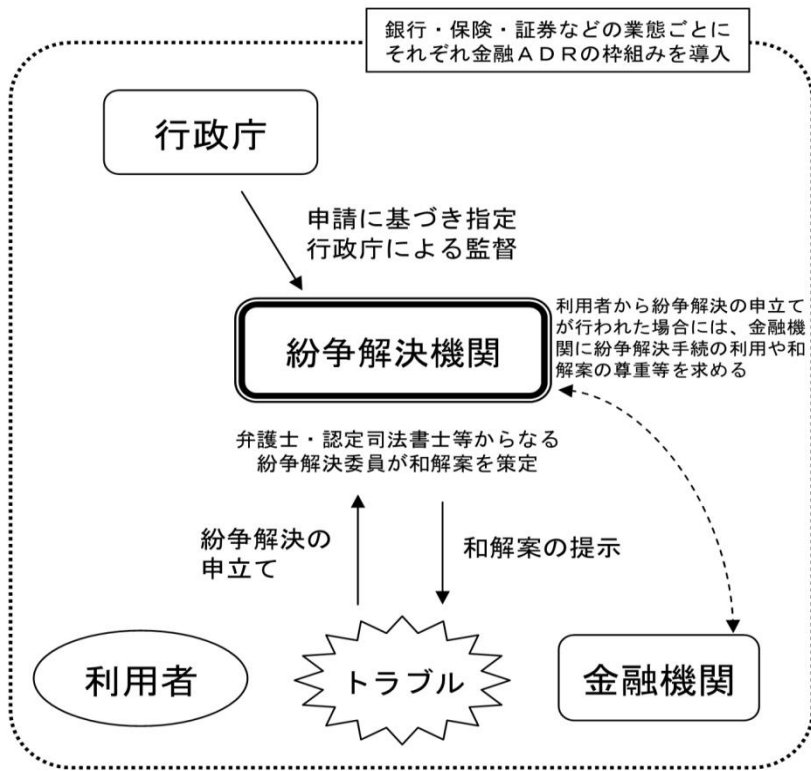 銀行・保険・証券などの業態ごとに
それぞれ金融ＡＤＲの枠組みを導入
行政庁
申請に基づき指定
行政庁による監督
紛争解決機関
利用者から紛争解決の申立て
が行われた場合には、金融機
関に紛争解決手続の利用や和
解案の尊重等を求める
弁護士・認定司法書士等からなる
紛争解決委員が和解案を策定
紛争解決の
申立て
和解案の提示
利用者
トラブル
金融機関